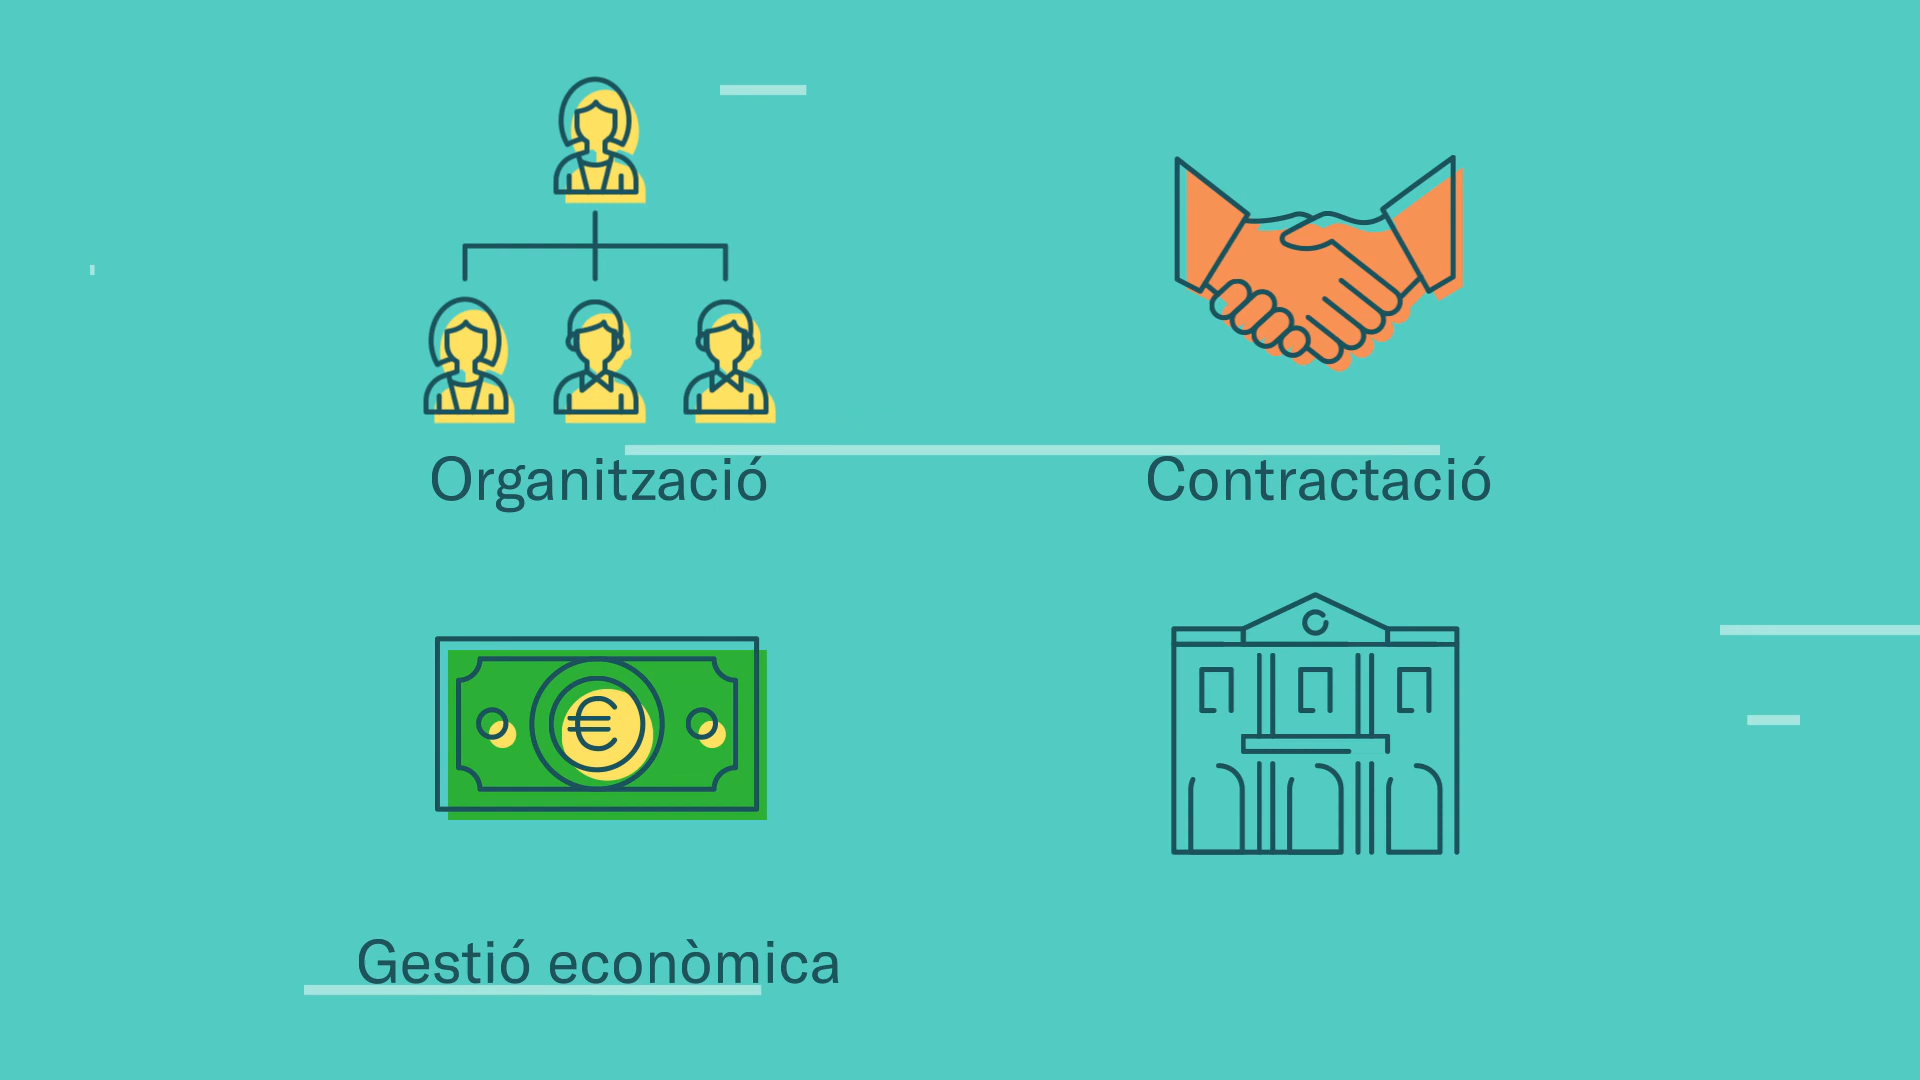 Organització
Contractació
€
Gestió econòmica